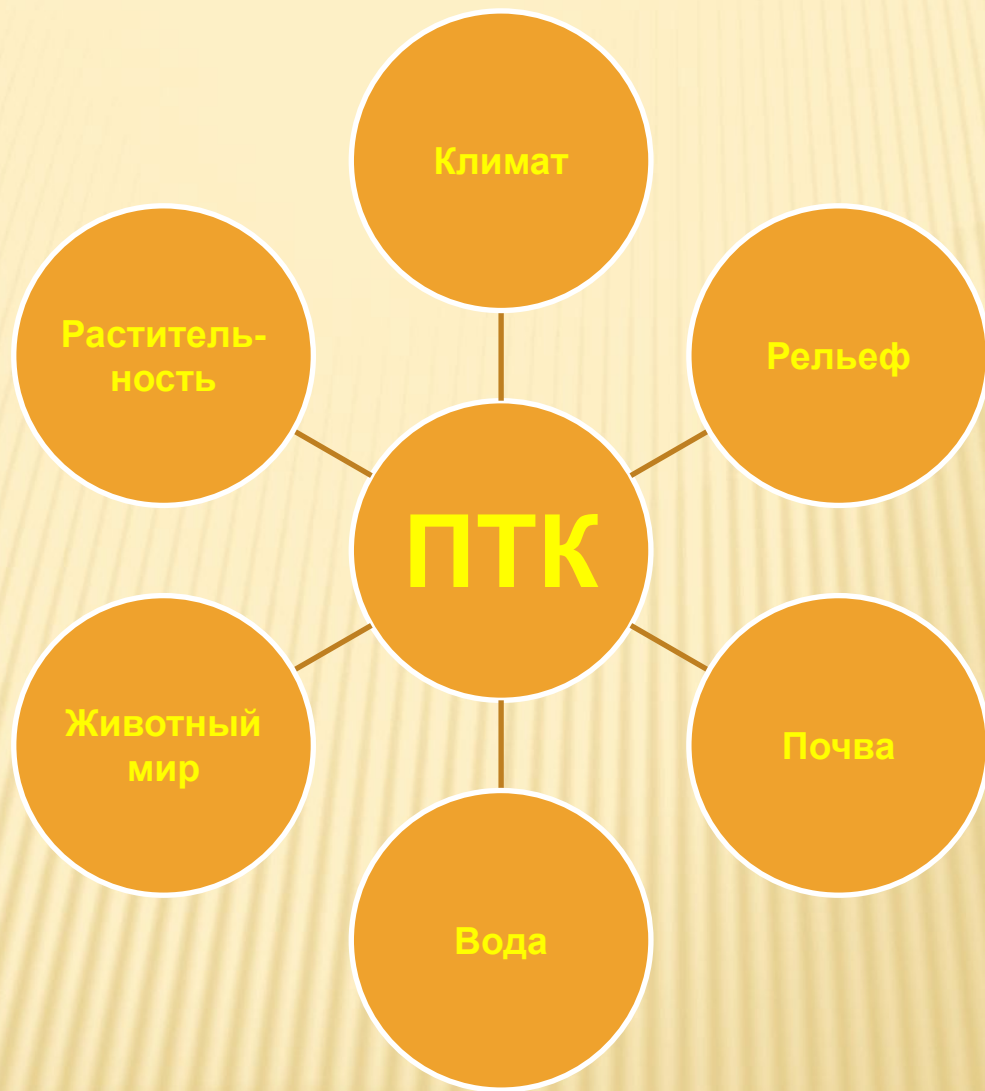 Климат
Раститель-
ность
Рельеф
ПТК
Животный
мир
Почва
Вода